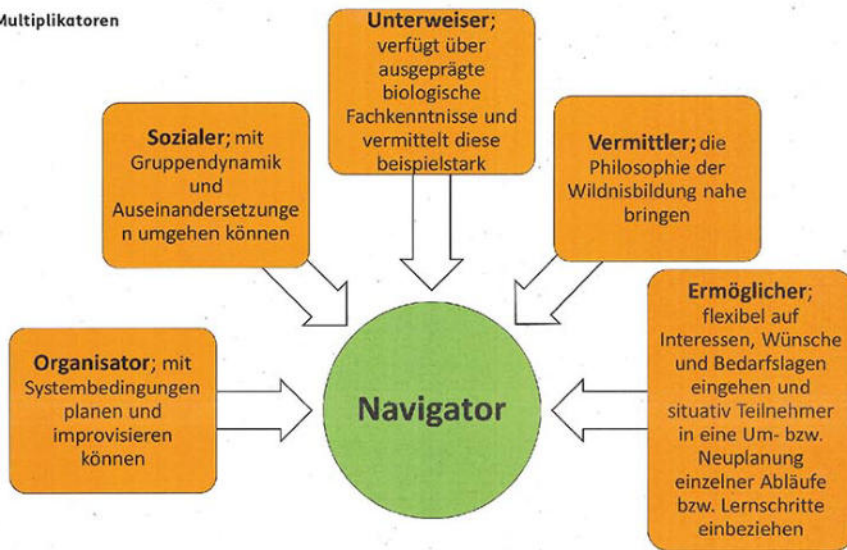 Multiplikatoren
Unterweiser;
verfügt über
ausgeprägte
biologische
Fachkenntnisse und
vermittelt diese
beispielstark
Sozialer; mit
Gruppendynamik
und
Auseinandersetzunge
n umgehen können
Vermittler; die
Philosophie der
Wildnisbildung nahe
bringen
Organisator; mit
Systembedingungen
planen und
improvisieren
können
Navigator
Ermöglicher;
flexibel auf
Interessen, Wünsche
und Bedarfslagen
eingehen und
situativ Teilnehmer
in eine Um- bzw.
Neuplanung
einzelner Abläufe
bzw. Lernschritte
einbeziehen